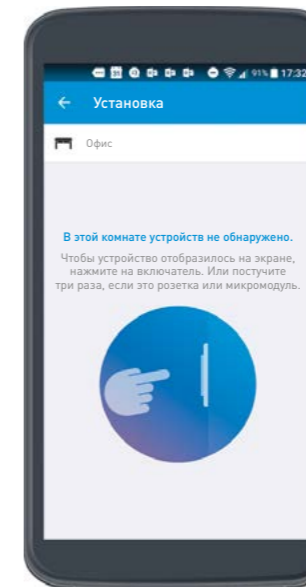 91% 17:32
Установка
Офис
В этой комнате устройств не обнаружено.
Чтобы устройство отобразилось на экране,
нажмите на включатель. Или постучите
три раза, если это розетка или микромодуль.